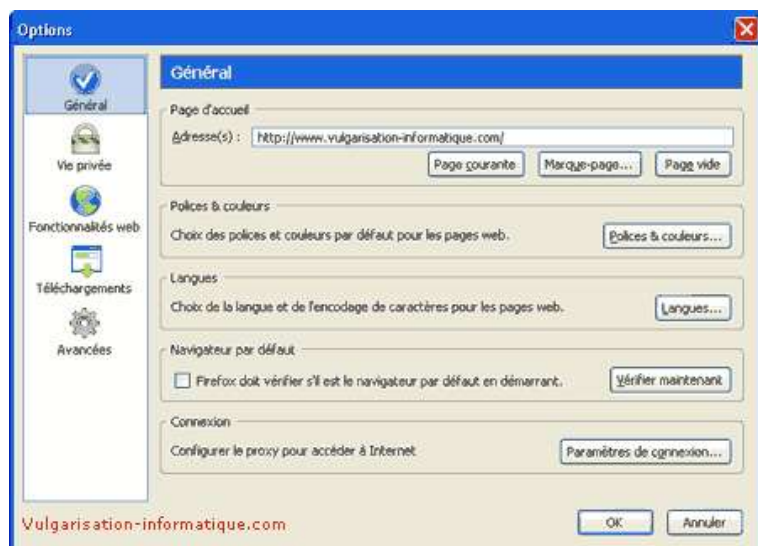 Options
Général
Vie privée
Fonctionnalités web
Téléchargements
Avancées
Général
Page d'accueil
Adresse(s) : http://www.vulgarisation-informatique.com/
Page courante Marque-page... Page vide
Polices & couleurs
Choix des polices et couleurs par défaut pour les pages web. Polices & couleurs...
Langues
Choix de la langue et de l'encodage de caractères pour les pages web. Langues...
Navigateur par défaut
Firefox doit vérifier s'il est le navigateur par défaut en démarrant. Vérifier maintenant
Connexion
Configurer le proxy pour accéder à Internet Paramètres de connexion...
Vulgarisation-informatique.com
OK Annuler